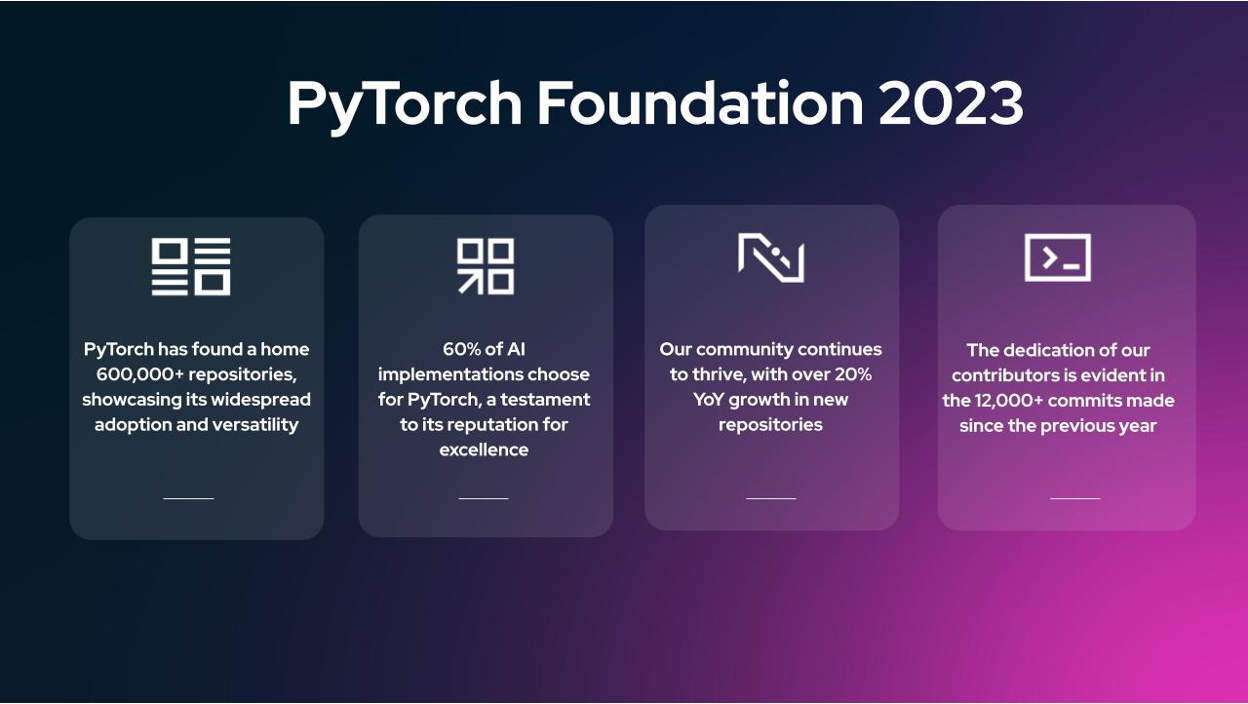 PyTorch Foundation 2023
PyTorch has found a home
600,000+ repositories,
showcasing its widespread
adoption and versatility
60% of AI
implementations choose
for PyTorch, a testament
to its reputation for
excellence
Our community continues
to thrive, with over 20%
YoY growth in new
repositories
The dedication of our
contributors is evident in
the 12,000+ commits made
since the previous year